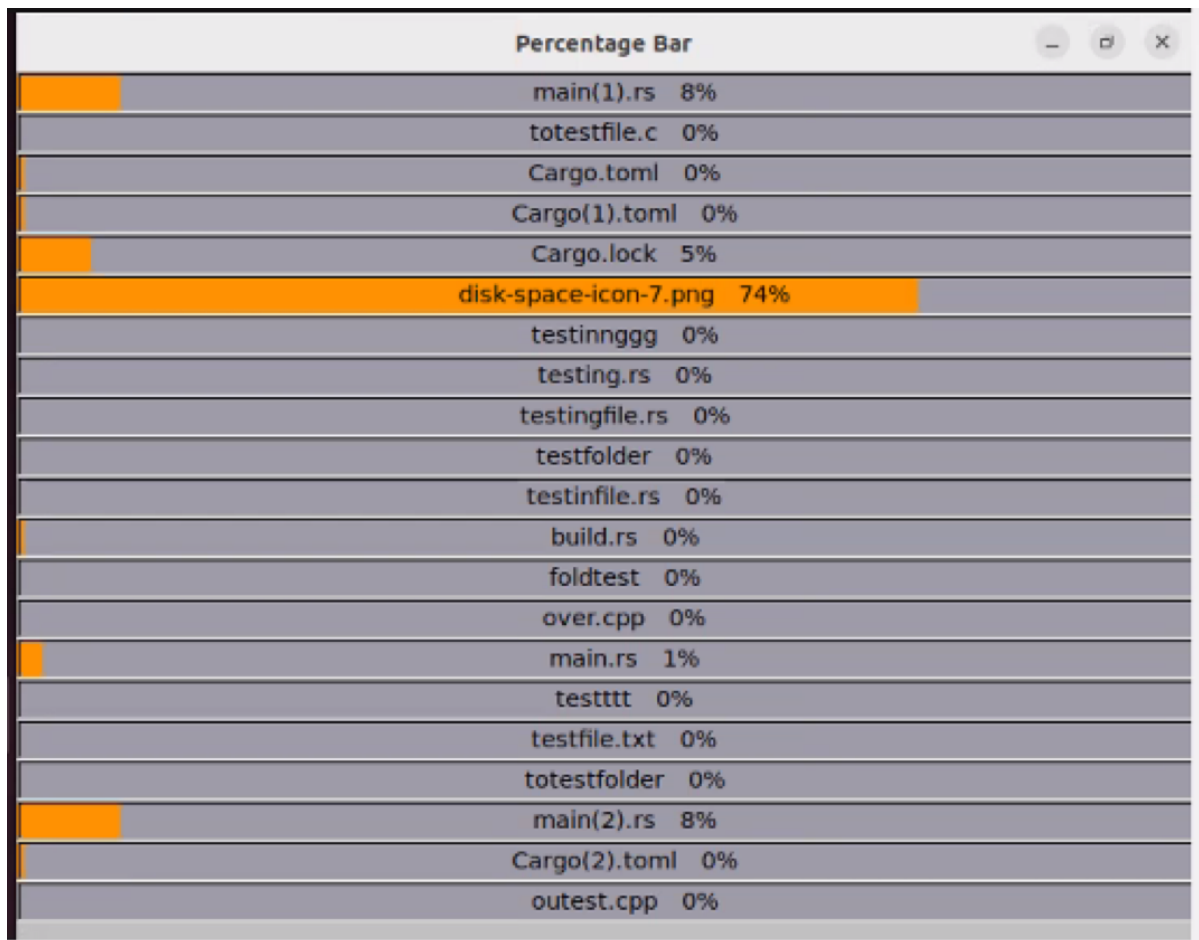 Percentage Bar
main(1).rs 8%
totestfile.c 0%
Cargo.toml 0%
Cargo(1).toml 0%
Cargo.lock 5%
disk-space-icon-7.png 74%
testinnggg 0%
testing.rs 0%
testingfile.rs 0%
testfolder 0%
testinfile.rs 0%
build.rs 0%
foldtest 0%
over.cpp 0%
main.rs 1%
testttt 0%
testfile.txt 0%
totestfolder 0%
main(2).rs 8%
Cargo(2).toml 0%
outest.cpp 0%